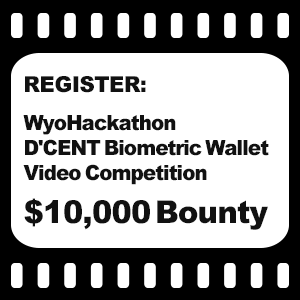 REGISTER:
WyoHackathon
D'CENT Biometric Wallet
Video Competition
$10,000 Bounty